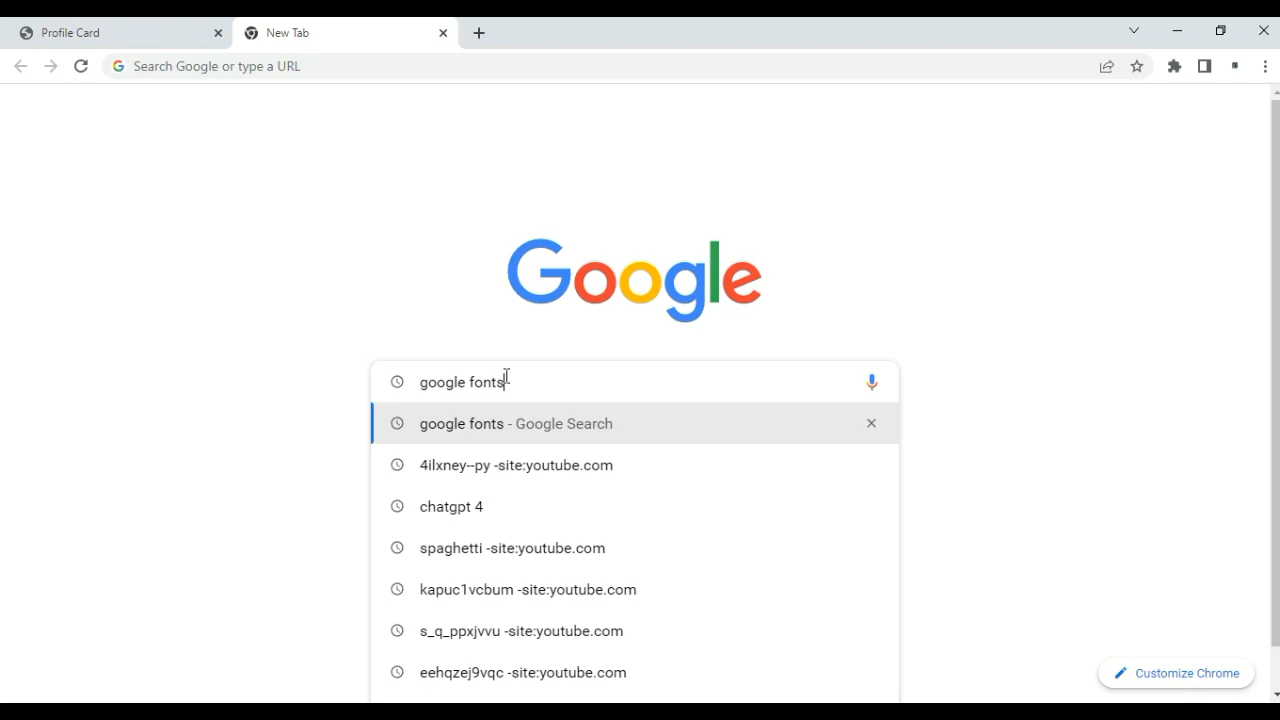 Profile Card
New Tab
Search Google or type a URL
Google
google fonts
google fonts - Google Search
4ilxney--py -site:youtube.com
chatgpt 4
spaghetti -site:youtube.com
kapuc1vcbum -site:youtube.com
s_q_ppxjvvu -site:youtube.com
eehqzej9vqc -site:youtube.com
Customize Chrome